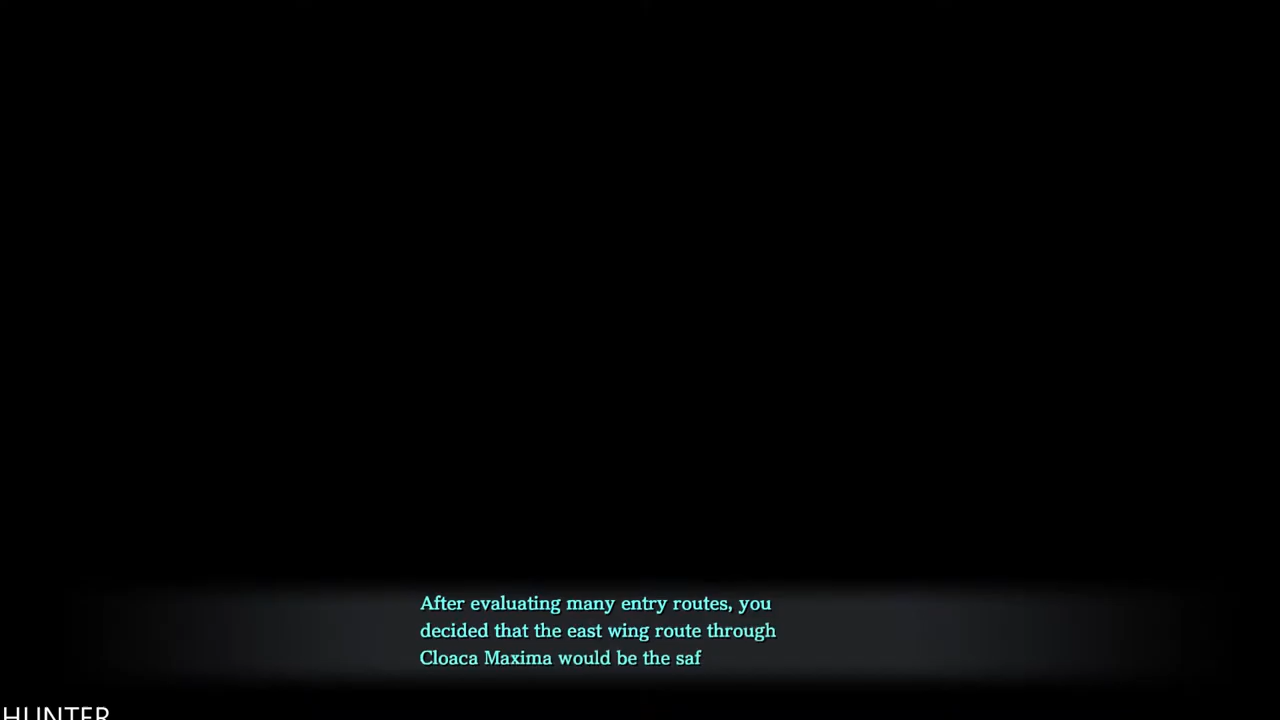 After evaluating many entry routes, you
decided that the east wing route through
Cloaca Maxima would be the saf
HUNTER